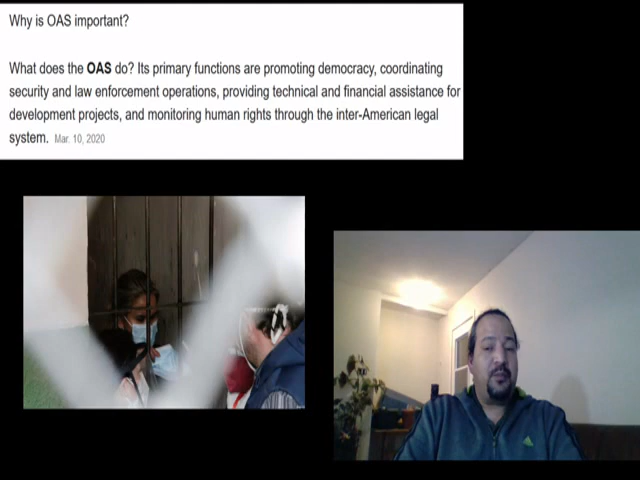 Why is OAS important?
What does the OAS do? Its primary functions are promoting democracy, coordinating
security and law enforcement operations, providing technical and financial assistance for
development projects, and monitoring human rights through the inter-American legal
system. Mar. 10, 2020